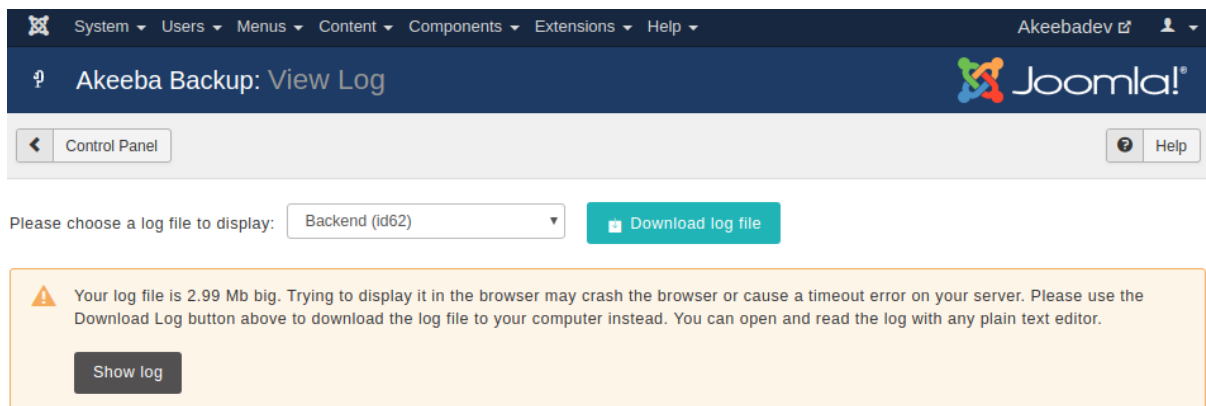 System Users Menus Content Components Extensions Help Akeebadev
Akeeba Backup: View Log Joomla!®
Control Panel Help
Please choose a log file to display: Backend (id62) Download log file
Your log file is 2.99 Mb big. Trying to display it in the browser may crash the browser or cause a timeout error on your server. Please use the
Download Log button above to download the log file to your computer instead. You can open and read the log with any plain text editor.
Show log